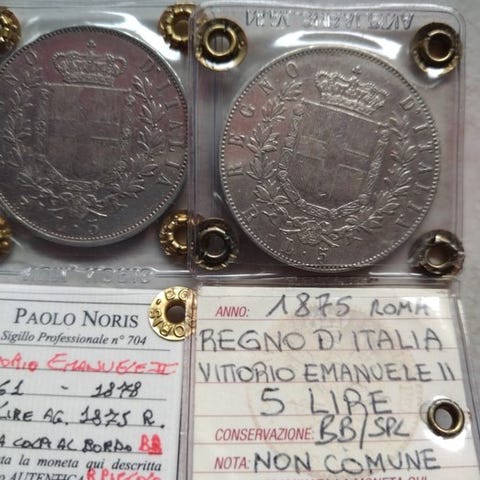 REGNO D'ITALIA
5
REGNO D'ITALIA
L 5
PAOLO NORIS
Sigillo Professionale n° 704
EMANUELE II
61 - 1878
LIRE AG. 1875 R.
AL BORDO BB
ta la moneta qui descritta
AUTENTICA
ANNO: 1875 ROMA
REGNO D'ITALIA
VITTORIO EMANUELE II
5 LIRE
CONSERVAZIONE: BB/SPL
NOTA: NON COMUNE